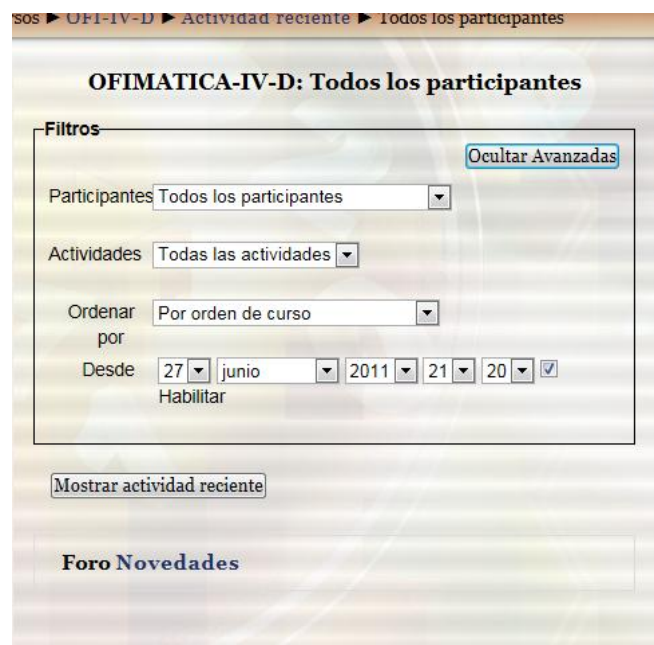 sos ► OFI-IV-D ► Actividad reciente ► Todos los participantes
OFIMATICA-IV-D: Todos los participantes
Filtros
Ocultar Avanzadas
Participantes Todos los participantes
Actividades Todas las actividades
Ordenar por Por orden de curso
Desde 27 junio 2011 21 20
Habilitar
Mostrar actividad reciente
Foro Novedades